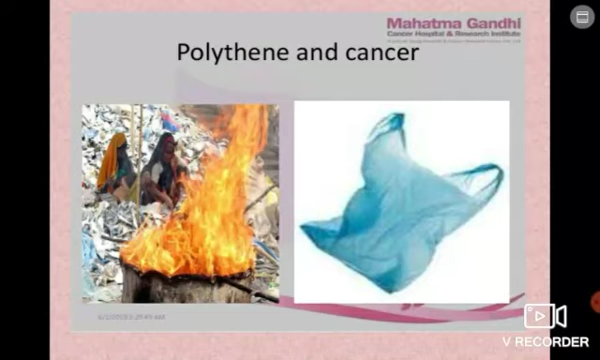 Mahatma Gandhi
Cancer Hospital & Research Institute
Polythene and cancer
V RECORDER